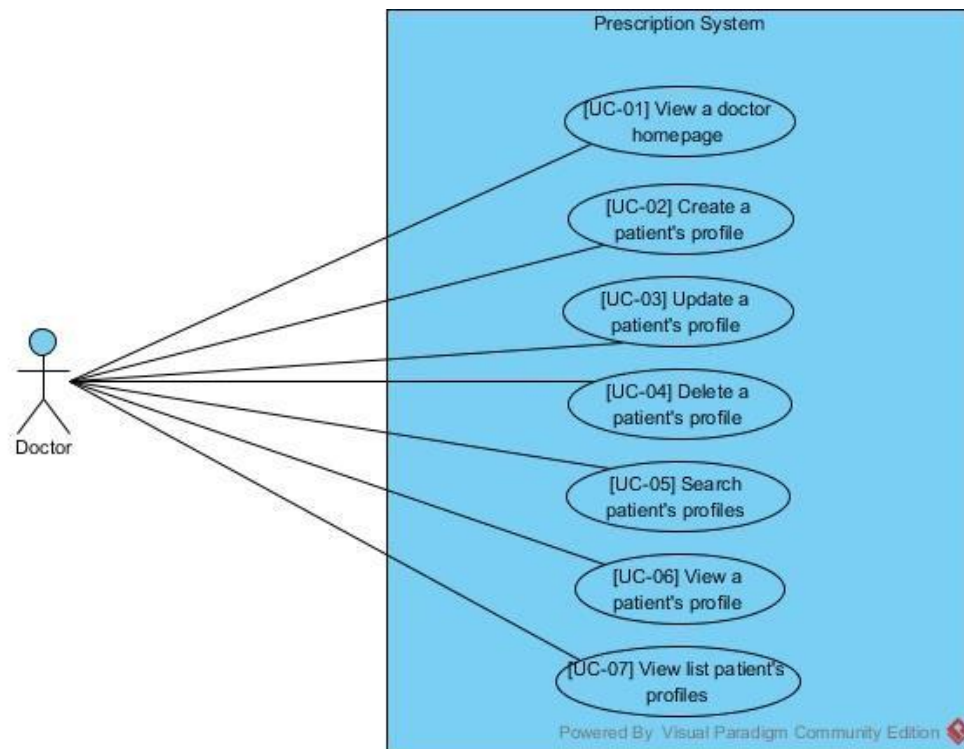 Prescription System
[UC-01] View a doctor
homepage
[UC-02] Create a
patient's profile
[UC-03] Update a
patient's profile
[UC-04] Delete a
patient's profile
Doctor
[UC-05] Search
patient's profiles
[UC-06] View a
patient's profile
[UC-07] View list patient's
profiles
Powered By Visual Paradigm Community Edition